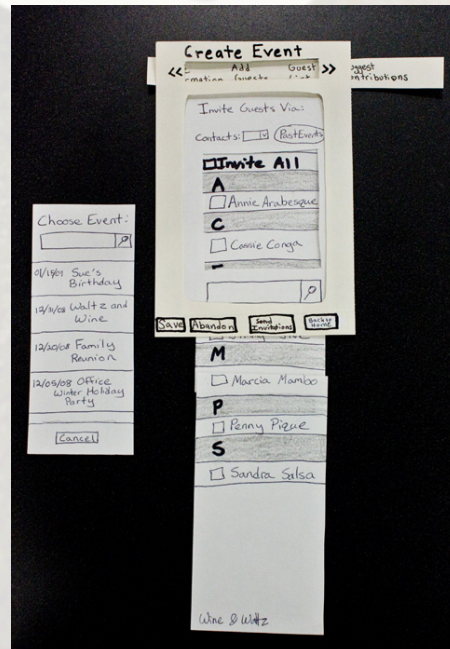 Create Event
<< Add Guest >>
Guests
ntributions
Invite Guests Via:
Contacts: Past Events
Invite All
A
Annie Arabesque
C
Connie Conga
Save
Abandon
Send
Invitations
Back to
Home
M
Marcia Mambo
P
Penny Pique
S
Sandra Salsa
Wine & Waltz
Choose Event:
01/15/09 Sue's
Birthday
12/31/08 Waltz and
Wine
12/20/08 Family
Reunion
12/05/08 Office
Winter Holiday
Party
Cancel